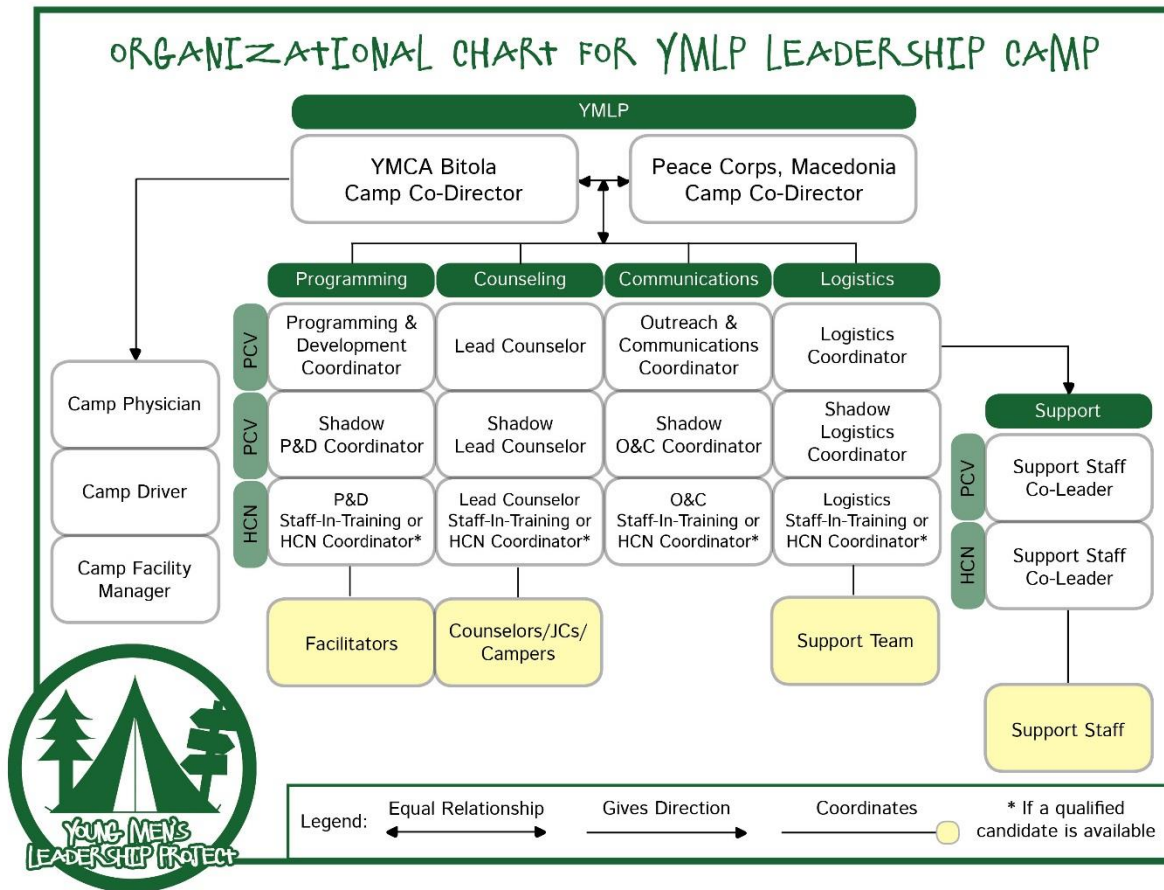 ORGANIZATIONAL CHART FOR YMLP LEADERSHIP CAMP
YMLP
YMCA Bitola
Camp Co-Director
Peace Corps, Macedonia
Camp Co-Director
Programming
Counseling
Communications
Logistics
PCV
Programming &
Development
Coordinator
Lead Counselor
Outreach &
Communications
Coordinator
Logistics
Coordinator
PCV
Shadow
P&D Coordinator
Shadow
Lead Counselor
Shadow
O&C Coordinator
Shadow
Logistics
Coordinator
HCN
P&D
Staff-In-Training or
HCN Coordinator*
Lead Counselor
Staff-In-Training or
HCN Coordinator*
O&C
Staff-In-Training or
HCN Coordinator*
Logistics
Staff-In-Training or
HCN Coordinator*
Facilitators
Counselors/JCs/
Campers
Support Team
Camp Physician
Camp Driver
Camp Facility
Manager
Support
PCV
Support Staff
Co-Leader
HCN
Support Staff
Co-Leader
Support Staff
YOUNG MEN'S
LEADERSHIP PROJECT
Legend:
Equal Relationship
Gives Direction
Coordinates
* If a qualified
candidate is available